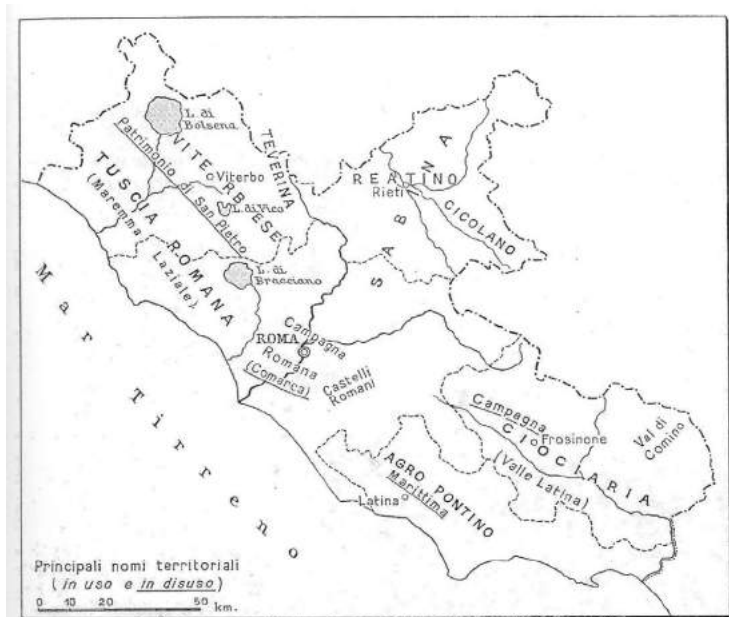 L. di
Bolsena
Patrimonio di San Pietro
VITERBESE
Viterbo
L. di Vico
TEVERINA
TUSCIA ROMANA
(Maremma Laziale)
L. di
Bracciano
SABINA
REATINO
Rieti
CICOLANO
Mar Tirreno
ROMA
Campagna
Romana
(Comarca)
Castelli
Romani
Campagna
CIOCIARIA
Frosinone
(Valle Latina)
Val di
Comino
AGRO PONTINO
Marittima
Latina
Principali nomi territoriali
(in uso e in disuso)
0 10 20 50 km.